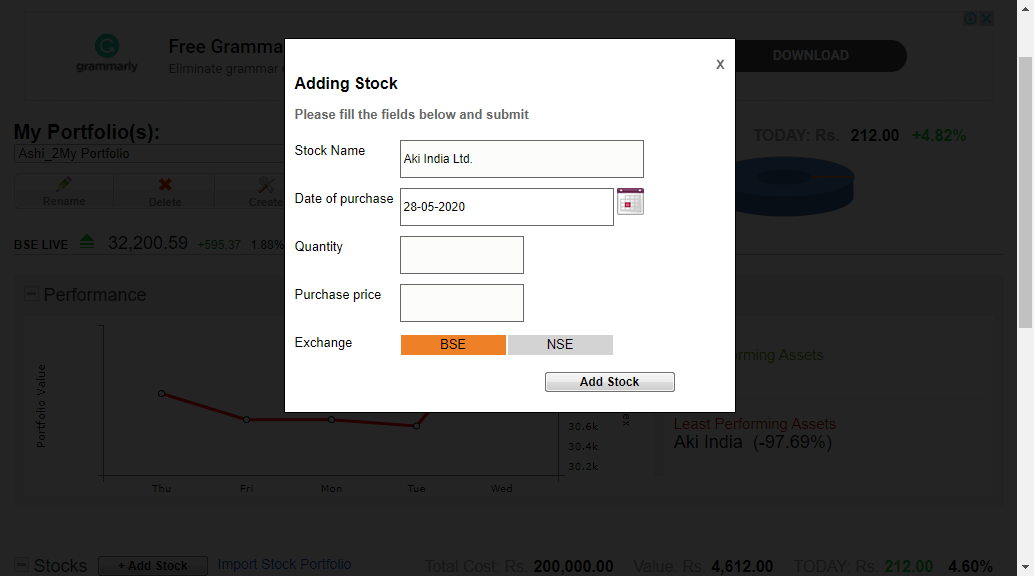 Free Gramma
grammarly
Eliminate grammar
DOWNLOAD
X
Adding Stock
Please fill the fields below and submit
My Portfolio(s):
TODAY: Rs. 212.00 +4.82%
Ashi_2My Portfolio
Stock Name
Aki India Ltd.
Rename
Delete
Create
Date of purchase
28-05-2020
BSE LIVE 32,200.59 +595.37 1.88%
Quantity
Performance
Purchase price
Exchange
BSE
NSE
rming Assets
Add Stock
Portfolio Value
Least Performing Assets
Aki India (-97.69%)
30.6k
30.4k
30.2k
Thu
Fri
Mon
Tue
Wed
Stocks
+ Add Stock
Import Stock Portfolio
Total Cost Rs. 200,000.00
Value: Rs. 4,612.00
TODAY Rs. 212.00 4.60%